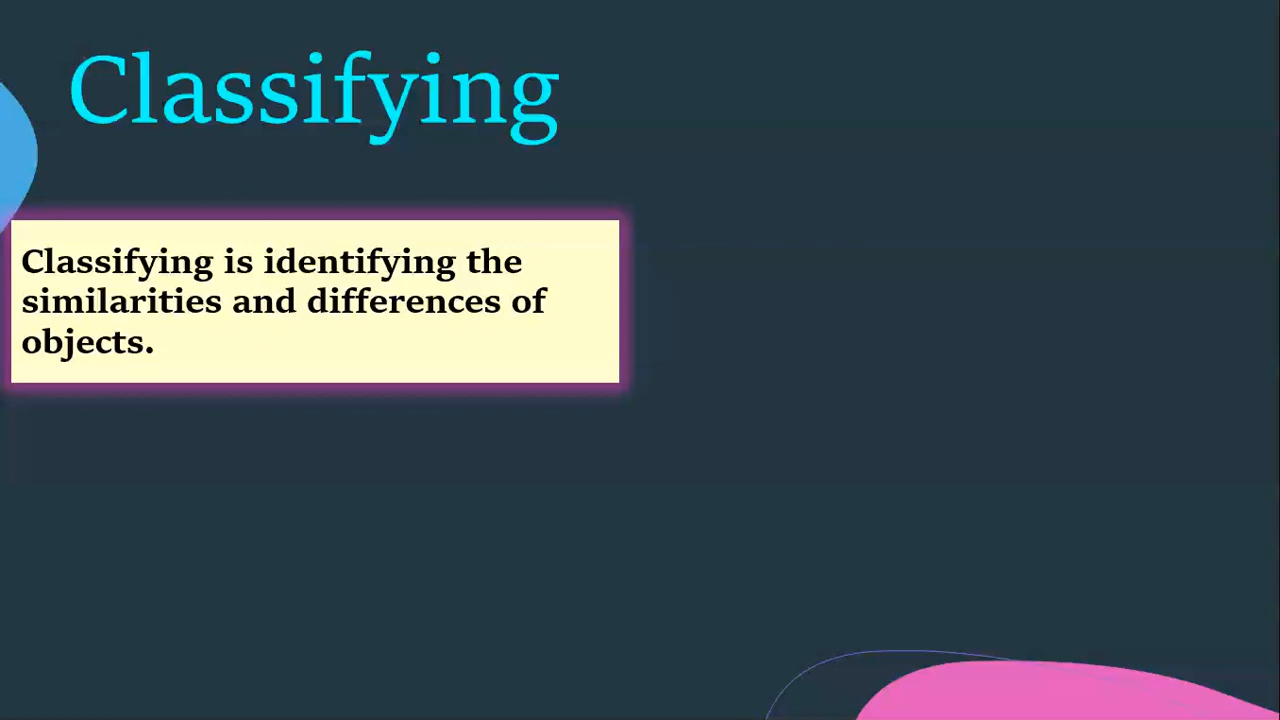 Classifying
Classifying is identifying the
similarities and differences of
objects.